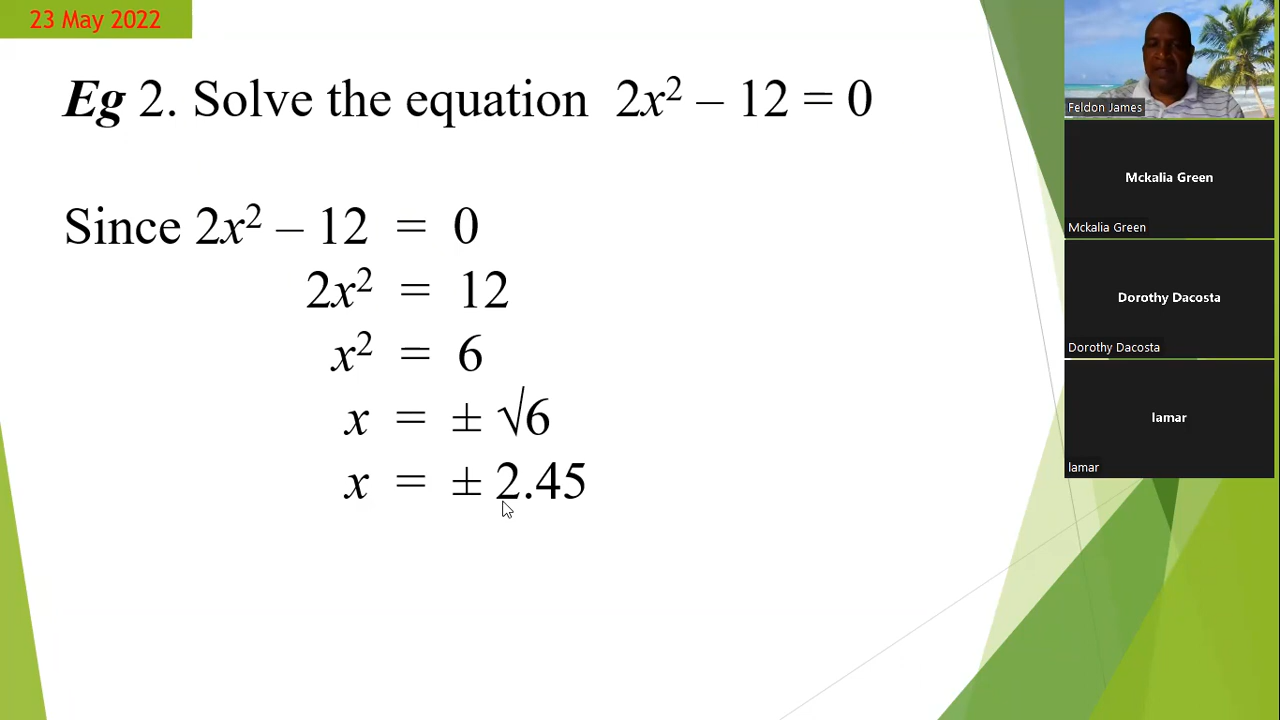 23 May 2022
Eg 2. Solve the equation 2x² – 12 = 0
Since 2x² – 12 = 0
2x² = 12
x² = 6
x = ± √6
x = ± 2.45
Feldon James
Mckalia Green
Mckalia Green
Dorothy Dacosta
Dorothy Dacosta
lamar
lamar